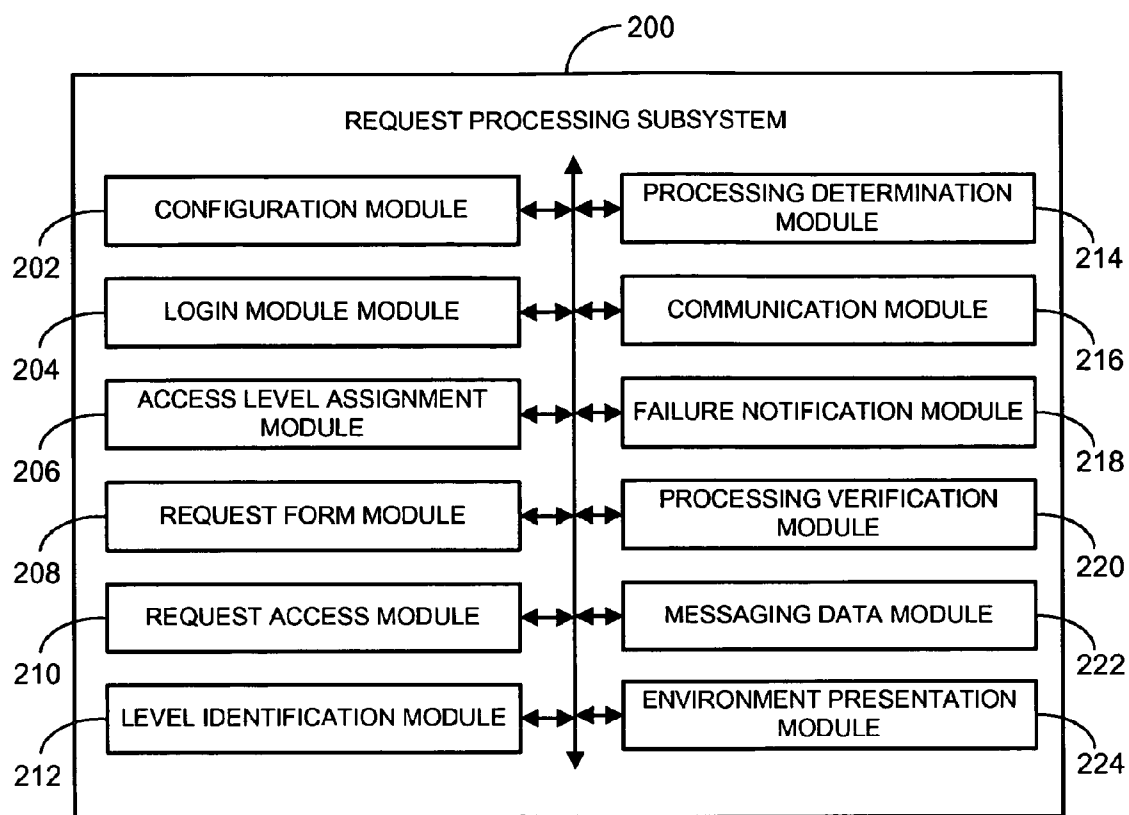 200
REQUEST PROCESSING SUBSYSTEM
CONFIGURATION MODULE
202
LOGIN MODULE MODULE
204
ACCESS LEVEL ASSIGNMENT
MODULE
206
REQUEST FORM MODULE
208
REQUEST ACCESS MODULE
210
LEVEL IDENTIFICATION MODULE
212
PROCESSING DETERMINATION
MODULE
214
COMMUNICATION MODULE
216
FAILURE NOTIFICATION MODULE
218
PROCESSING VERIFICATION
MODULE
220
MESSAGING DATA MODULE
222
ENVIRONMENT PRESENTATION
MODULE
224